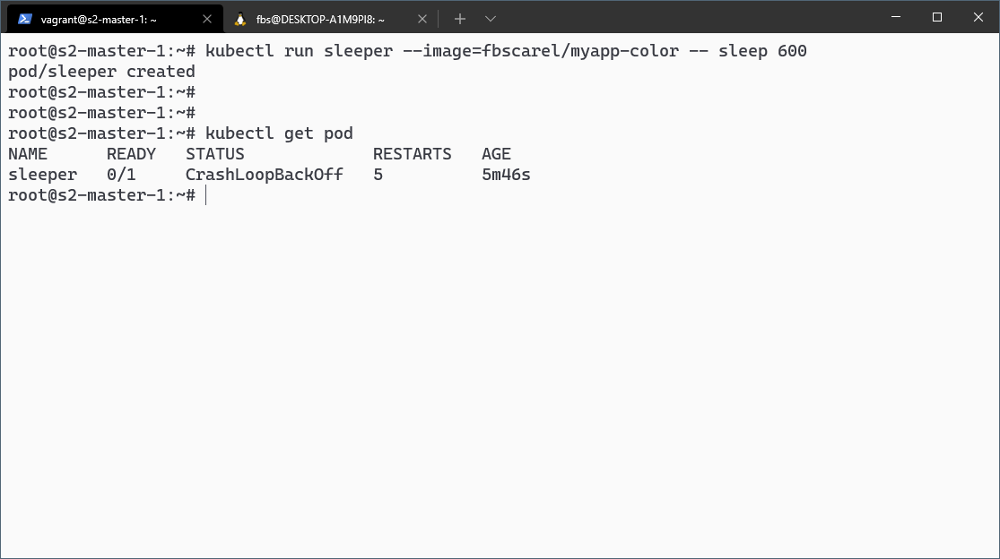 vagrant@s2-master-1: ~
fbs@DESKTOP-A1M9PI8: ~
root@s2-master-1:~# kubectl run sleeper --image=fbscarel/myapp-color -- sleep 600
pod/sleeper created
root@s2-master-1:~#
root@s2-master-1:~#
root@s2-master-1:~# kubectl get pod
NAME READY STATUS RESTARTS AGE
sleeper 0/1 CrashLoopBackOff 5 5m46s
root@s2-master-1:~#